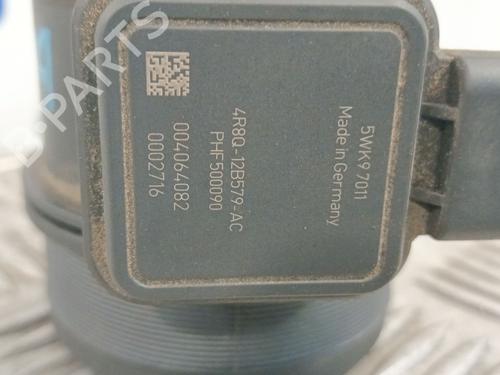 5WK9 7011
Made in Germany
4R8Q-12B579-AC
PHF500090
004064082
0002716
B-PARTS